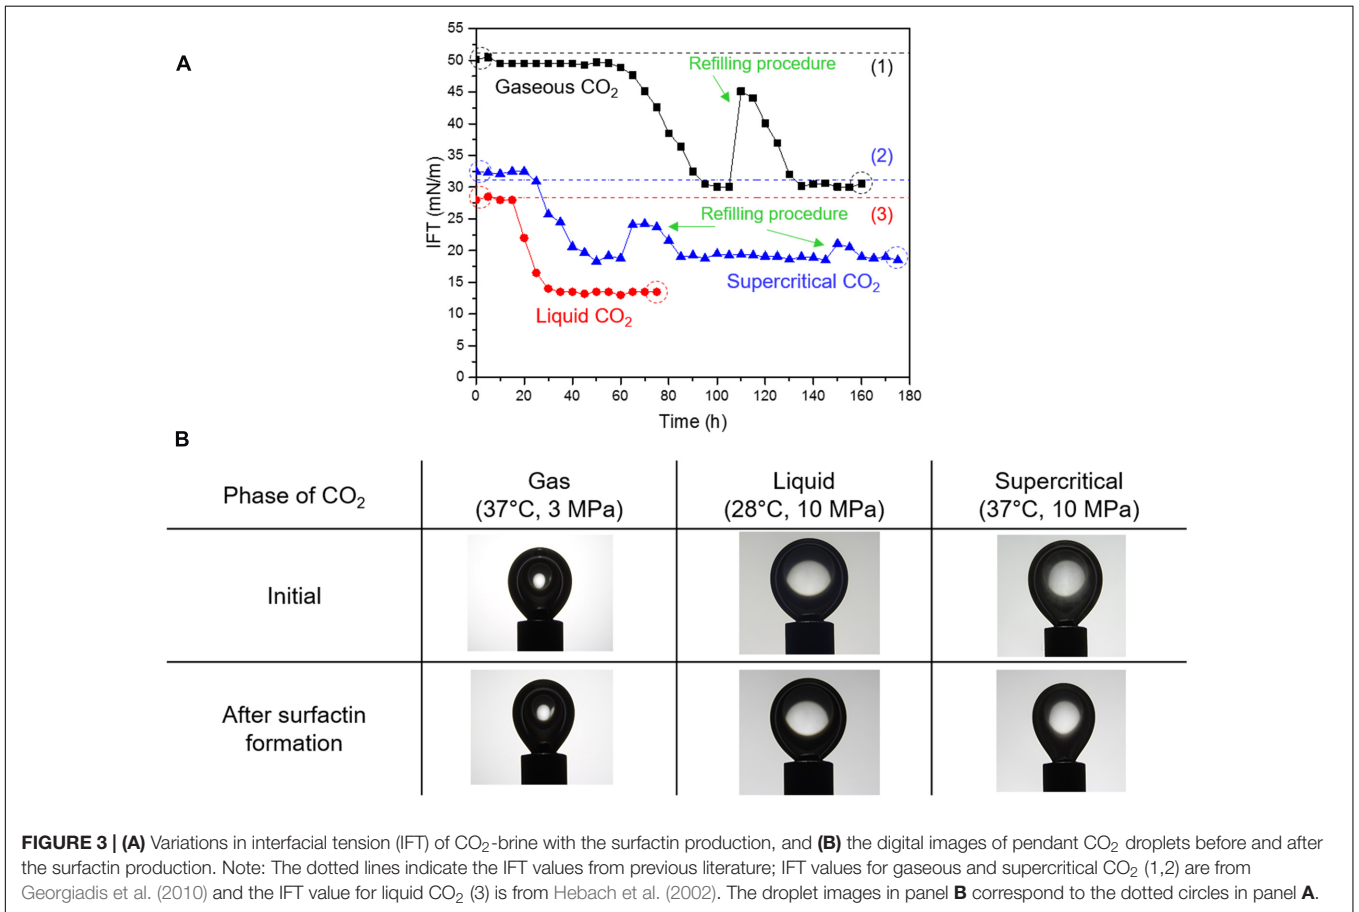 A
55
50
45
40
35
30
25
20
15
10
5
0
IFT (mN/m)
0 20 40 60 80 100 120 140 160 180
Time (h)
Refilling procedure
(1)
Gaseous CO₂
(2)
Refilling procedure
(3)
Supercritical CO₂
Liquid CO₂
B
Phase of CO₂
Gas
(37°C, 3 MPa)
Liquid
(28°C, 10 MPa)
Supercritical
(37°C, 10 MPa)
Initial
After surfactin
formation
FIGURE 3 | (A) Variations in interfacial tension (IFT) of CO₂-brine with the surfactin production, and (B) the digital images of pendant CO₂ droplets before and after
the surfactin production. Note: The dotted lines indicate the IFT values from previous literature; IFT values for gaseous and supercritical CO₂ (1,2) are from
Georgiadis et al. (2010) and the IFT value for liquid CO₂ (3) is from Hebach et al. (2002). The droplet images in panel B correspond to the dotted circles in panel A.